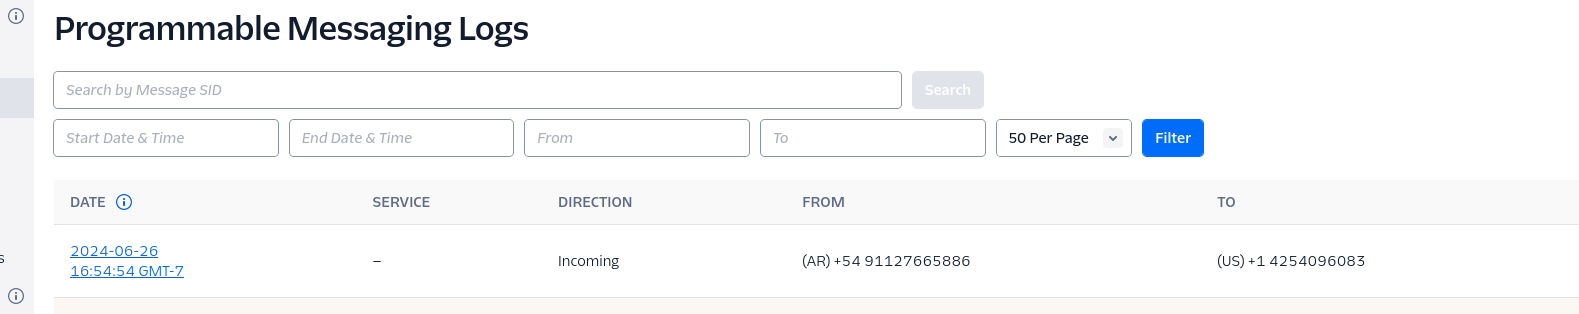 Programmable Messaging Logs
Search by Message SID
Search
Start Date & Time
End Date & Time
From
To
50 Per Page
Filter
DATE
SERVICE
DIRECTION
FROM
TO
2024-06-26
16:54:54 GMT-7
–
Incoming
(AR) +54 91127665886
(US) +1 4254096083
s